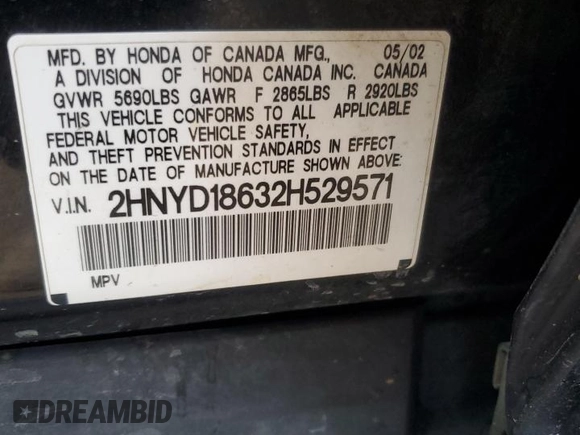 MFD. BY HONDA OF CANADA MFG., 05/02
A DIVISION OF HONDA CANADA INC. CANADA
GVWR 5690LBS GAWR F 2865LBS R 2920LBS
THIS VEHICLE CONFORMS TO ALL APPLICABLE
FEDERAL MOTOR VEHICLE SAFETY,
AND THEFT PREVENTION STANDARDS IN EFFECT
ON THE DATE OF MANUFACTURE SHOWN ABOVE:
V.I.N. 2HNYD18632H529571
MPV
DREAMBID